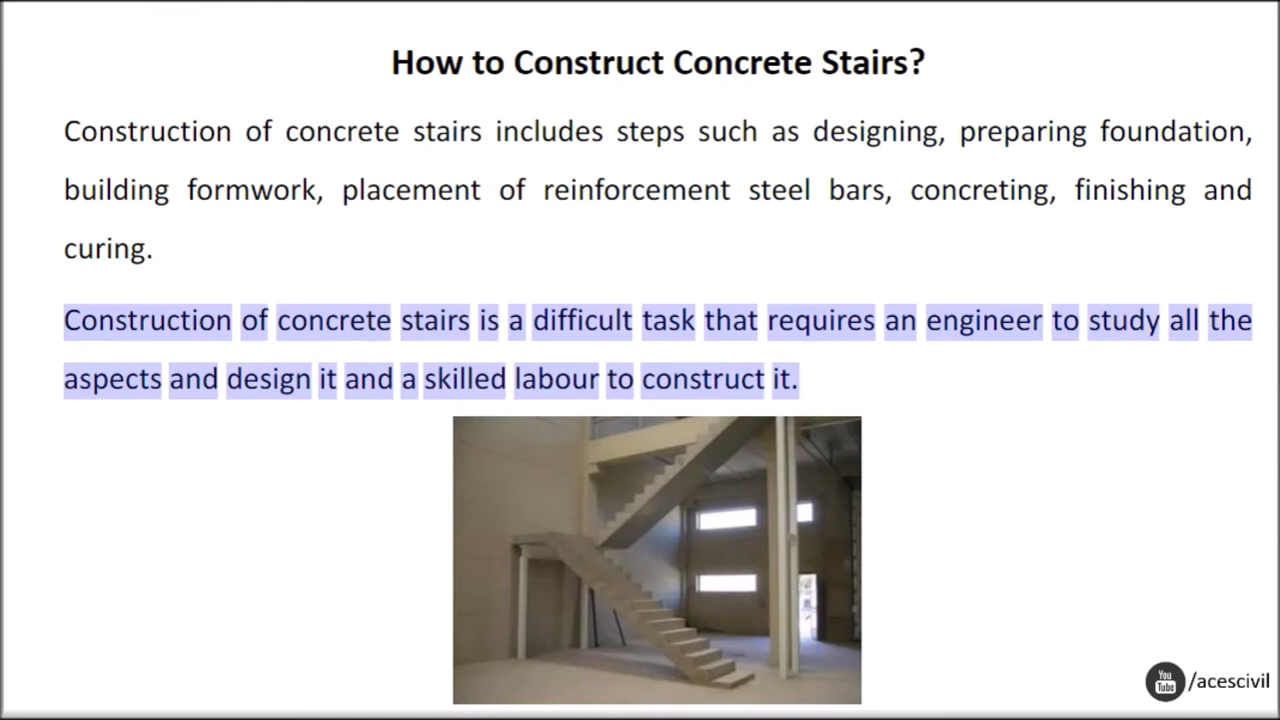 How to Construct Concrete Stairs?
Construction of concrete stairs includes steps such as designing, preparing foundation,
building formwork, placement of reinforcement steel bars, concreting, finishing and
curing.
Construction of concrete stairs is a difficult task that requires an engineer to study all the
aspects and design it and a skilled labour to construct it.
You
Tube
/acescivil